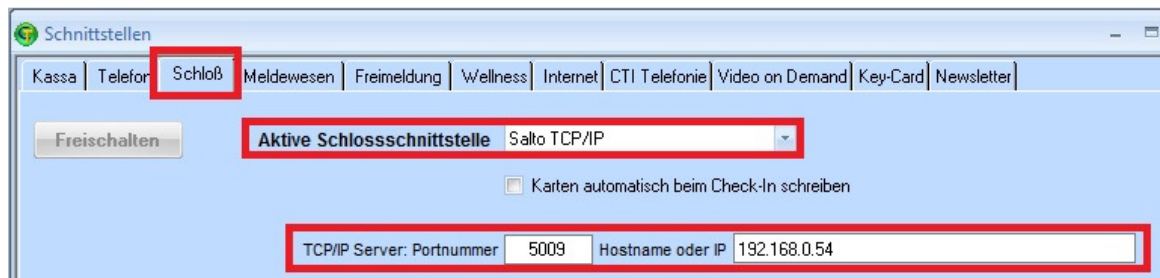 Schnittstellen
Kassa Telefon Schloß Meldewesen Freimeldung Wellness Internet CTI Telefonie Video on Demand Key-Card Newsletter
Freischalten Aktive Schlossschnittstelle Salto TCP/IP
Karten automatisch beim Check-In schreiben
TCP/IP Server: Portnummer 5009 Hostname oder IP 192.168.0.54